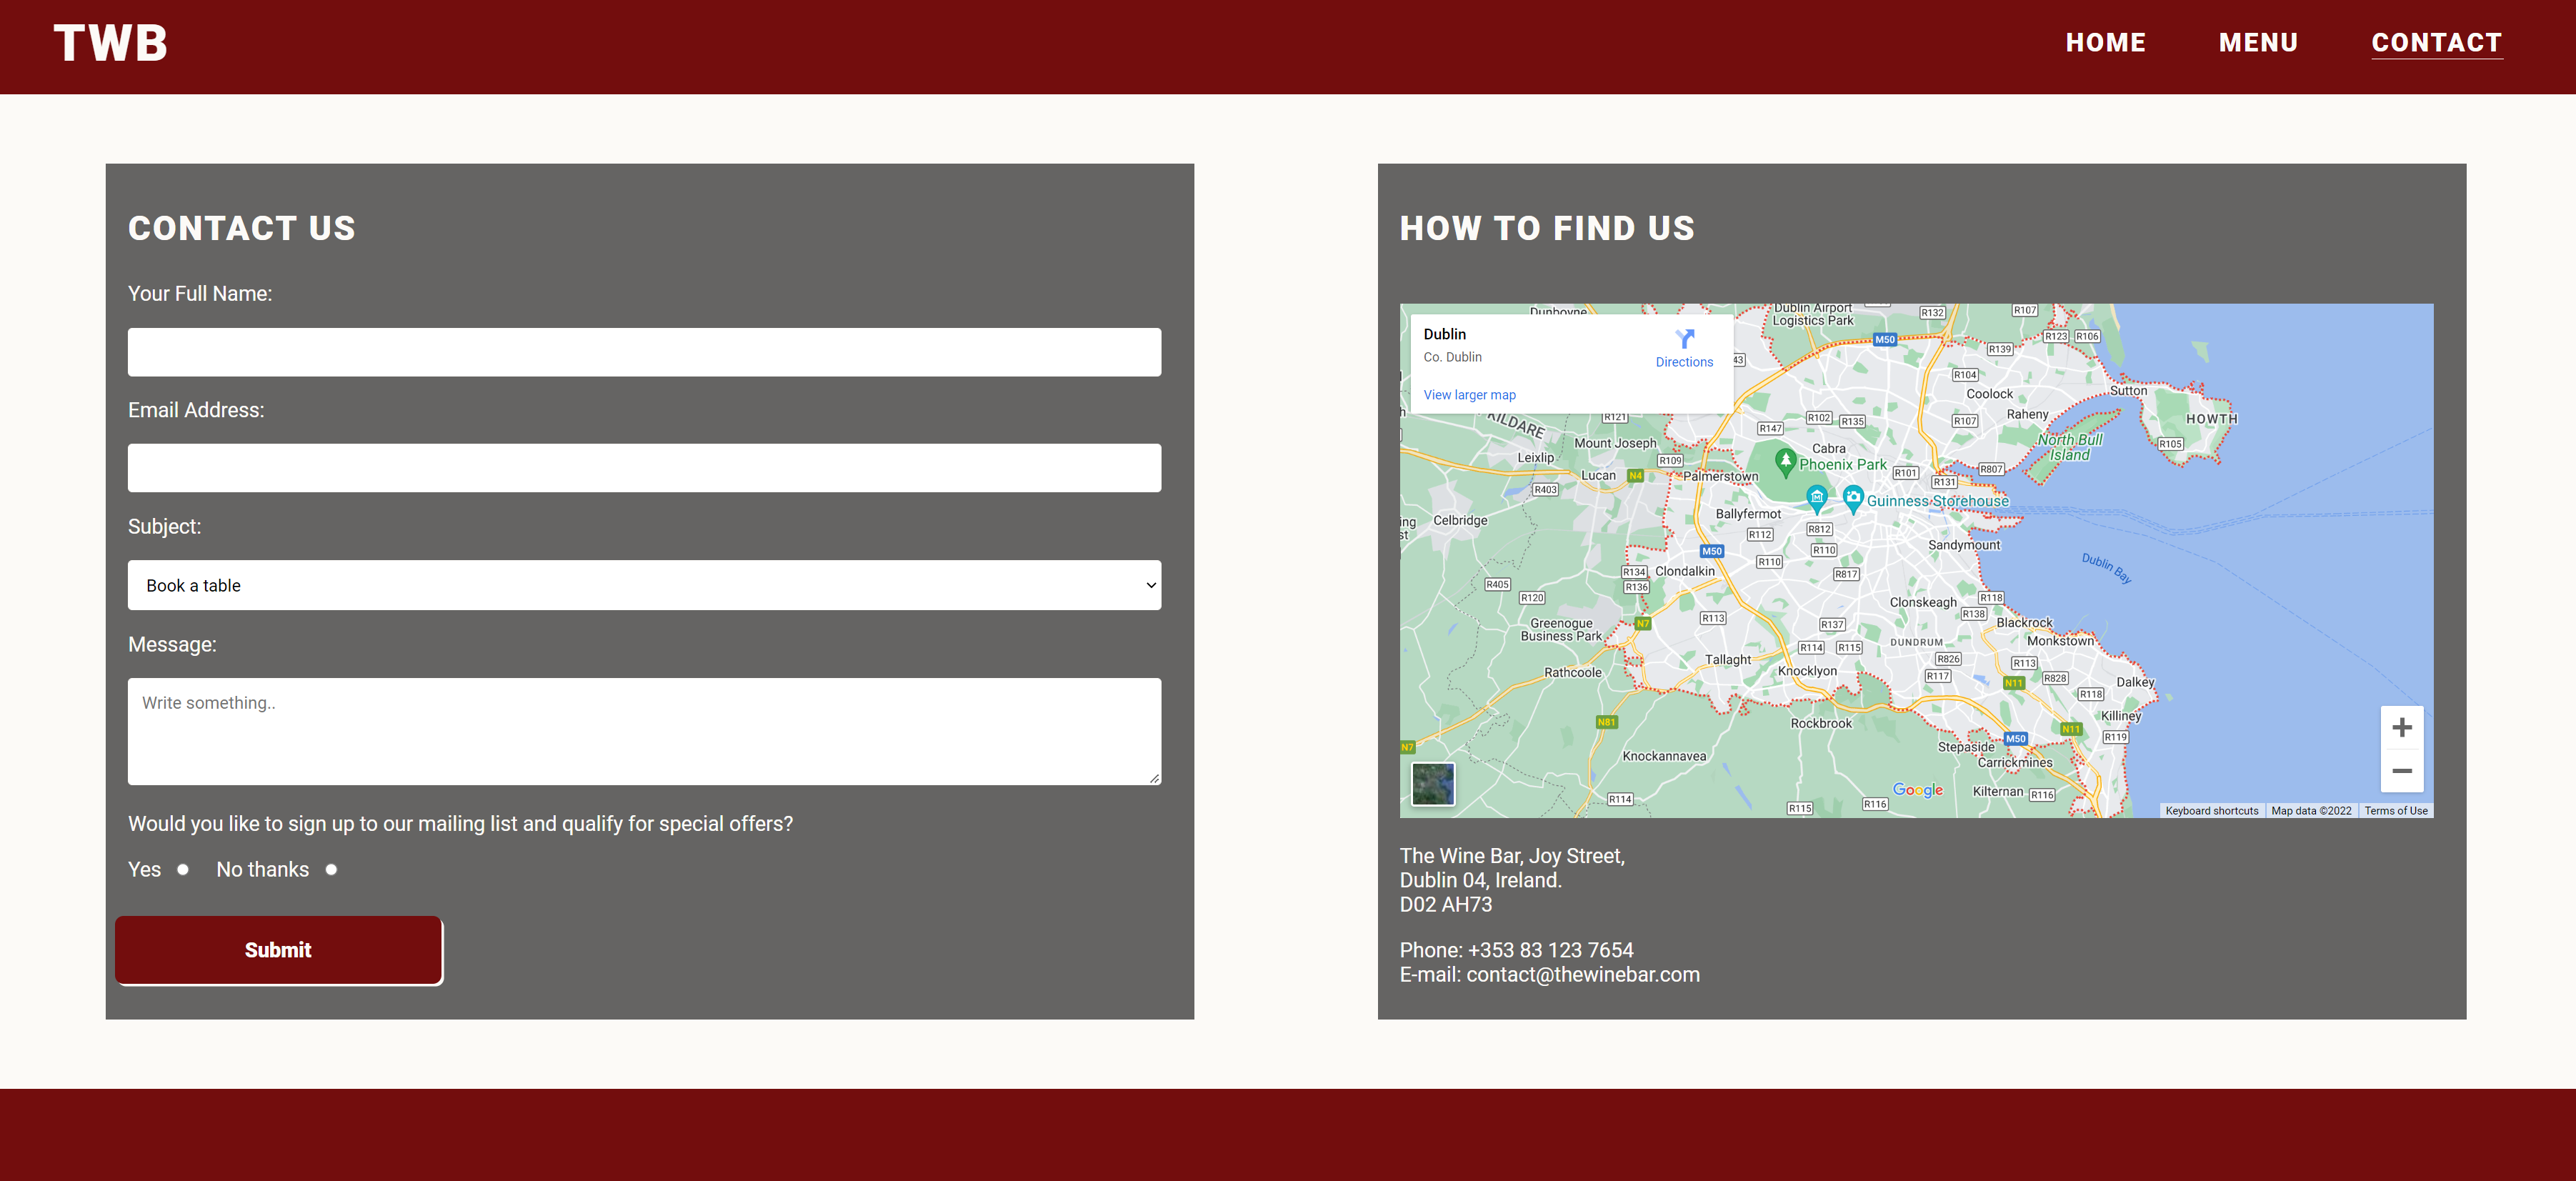 TWB
HOME
MENU
CONTACT
CONTACT US
Your Full Name:
Email Address:
Subject:
Book a table
Message:
Write something..
Would you like to sign up to our mailing list and qualify for special offers?
Yes
No thanks
Submit
HOW TO FIND US
Dublin
Co. Dublin
Directions
View larger map
Dunboyne
Dublin Airport
Logistics Park
R132
R107
M50
R123
R106
R139
R104
Sutton
Coolock
Raheny
HOWTH
R121
R102
R135
R147
R107
KILDARE
Mount Joseph
Cabra
North Bull
Island
R105
Leixlip
R109
Phoenix Park
R101
R807
Lucan
N4
Palmerstown
R131
R403
Guinness Storehouse
Celbridge
Ballyfermot
R812
R112
Sandymount
M50
R110
R110
Dublin Bay
R134
Clondalkin
R817
R405
R136
R120
Clonskeagh
R118
R138
Greenogue
Business Park
N7
R113
R137
Blackrock
DUNDRUM
Monkstown
R114
R115
Tallaght
R826
R113
Rathcoole
Knocklyon
R117
N11
R828
Dalkey
R118
N81
Rockbrook
Killiney
N11
M50
R119
N7
Stepaside
Knockannavea
Carrickmines
Google
Kilternan
R116
R114
R115
R116
Keyboard shortcuts
Map data ©2022
Terms of Use
The Wine Bar, Joy Street,
Dublin 04, Ireland.
D02 AH73
Phone: +353 83 123 7654
E-mail: contact@thewinebar.com